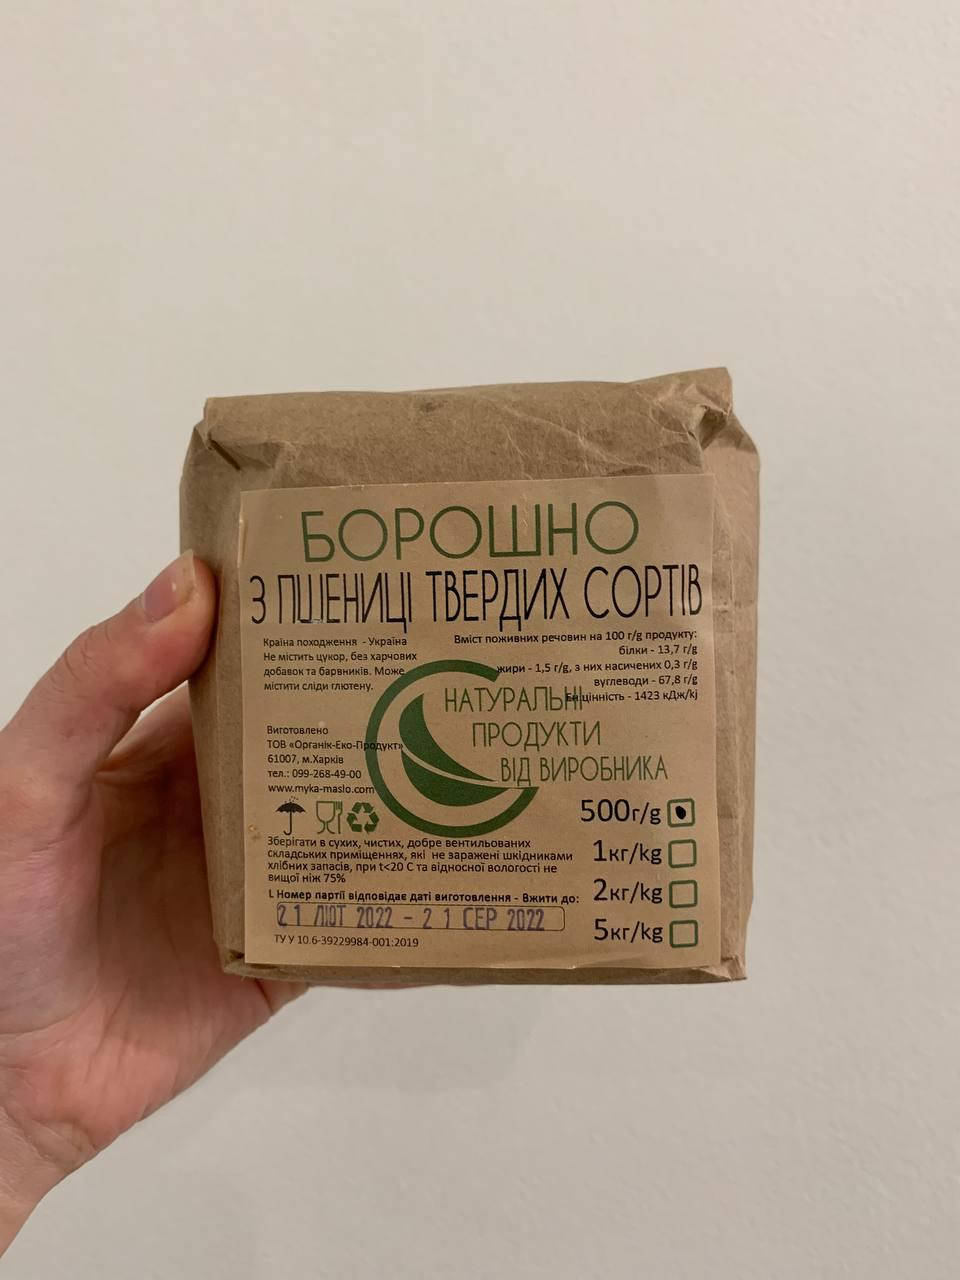 БОРОШНО
З ПШЕНИЦІ ТВЕРДИХ СОРТІВ
Країна походження - Україна
Не містить цукор, без харчових
добавок та барвників. Може
містити сліди глютену.
Вміст поживних речовин на 100 г/g продукту:
білки - 13,7 г/g
жири - 1,5 г/g, з них насичених 0,3 г/g
вуглеводи - 67,8 г/g
Ен.цінність - 1423 кДж/kj
НАТУРАЛЬНІ
ПРОДУКТИ
ВІД ВИРОБНИКА
Виготовлено
ТОВ «Органік-Еко-Продукт»
61007, м.Харків
тел.: 099-268-49-00
www.myka-maslo.com
500г/g
1кг/kg
2кг/kg
5кг/kg
Зберігати в сухих, чистих, добре вентильованих
складських приміщеннях, які не заражені шкідниками
хлібних запасів, при t<20 С та відносної вологості не
вищої ніж 75%
L Номер партії відповідає даті виготовлення - Вжити до:
21 ЛЮТ 2022 - 21 СЕР 2022
ТУ У 10.6-39229984-001:2019